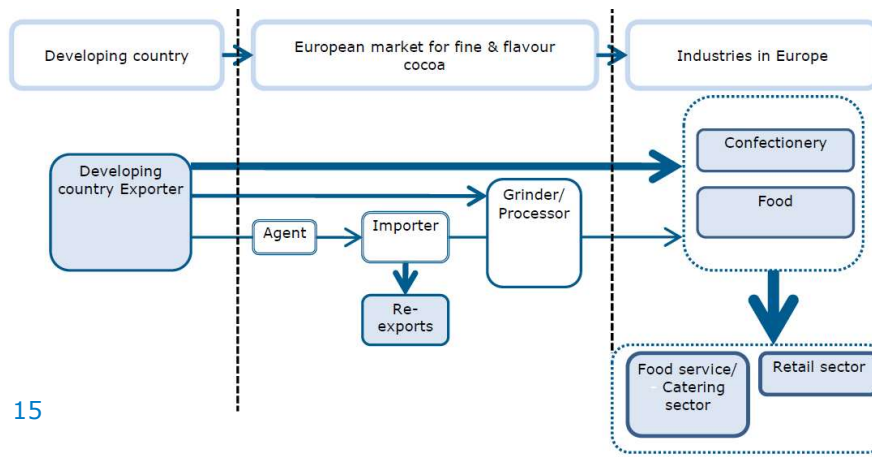 Developing country
European market for fine & flavour
cocoa
Industries in Europe
Confectionery
Developing
country Exporter
Grinder/
Processor
Food
Agent
Importer
Re-
exports
Food service/
- Catering
sector
Retail sector
15